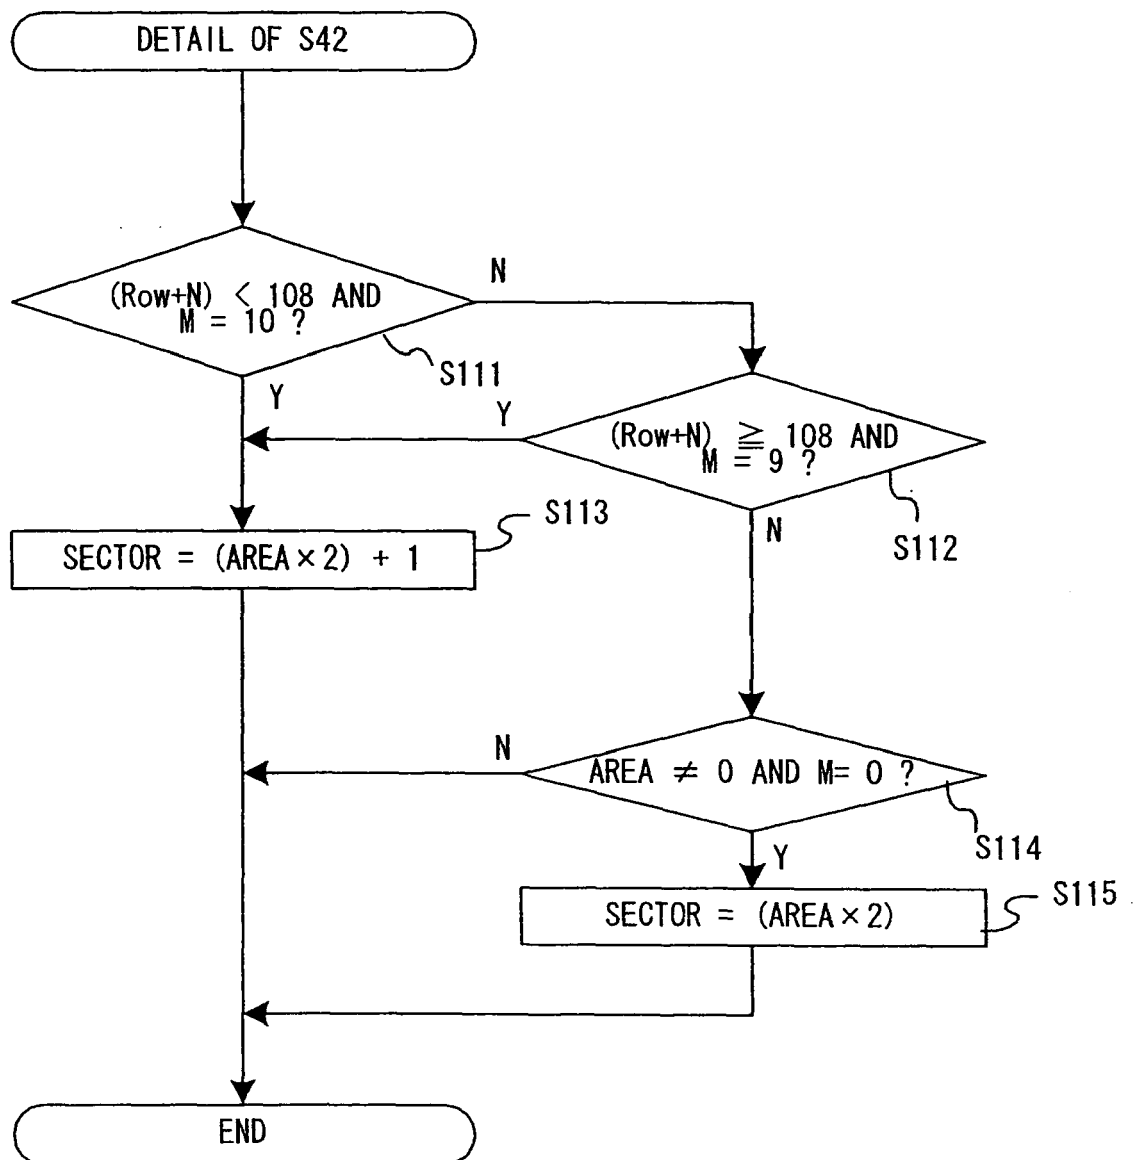 DETAIL OF S42
(Row+N) < 108 AND
M = 10 ?
N
S111
Y
Y
(Row+N) ≧ 108 AND
M = 9 ?
S112
N
S113
SECTOR = (AREA×2) + 1
N
AREA ≠ 0 AND M= 0 ?
S114
Y
S115
SECTOR = (AREA×2)
END